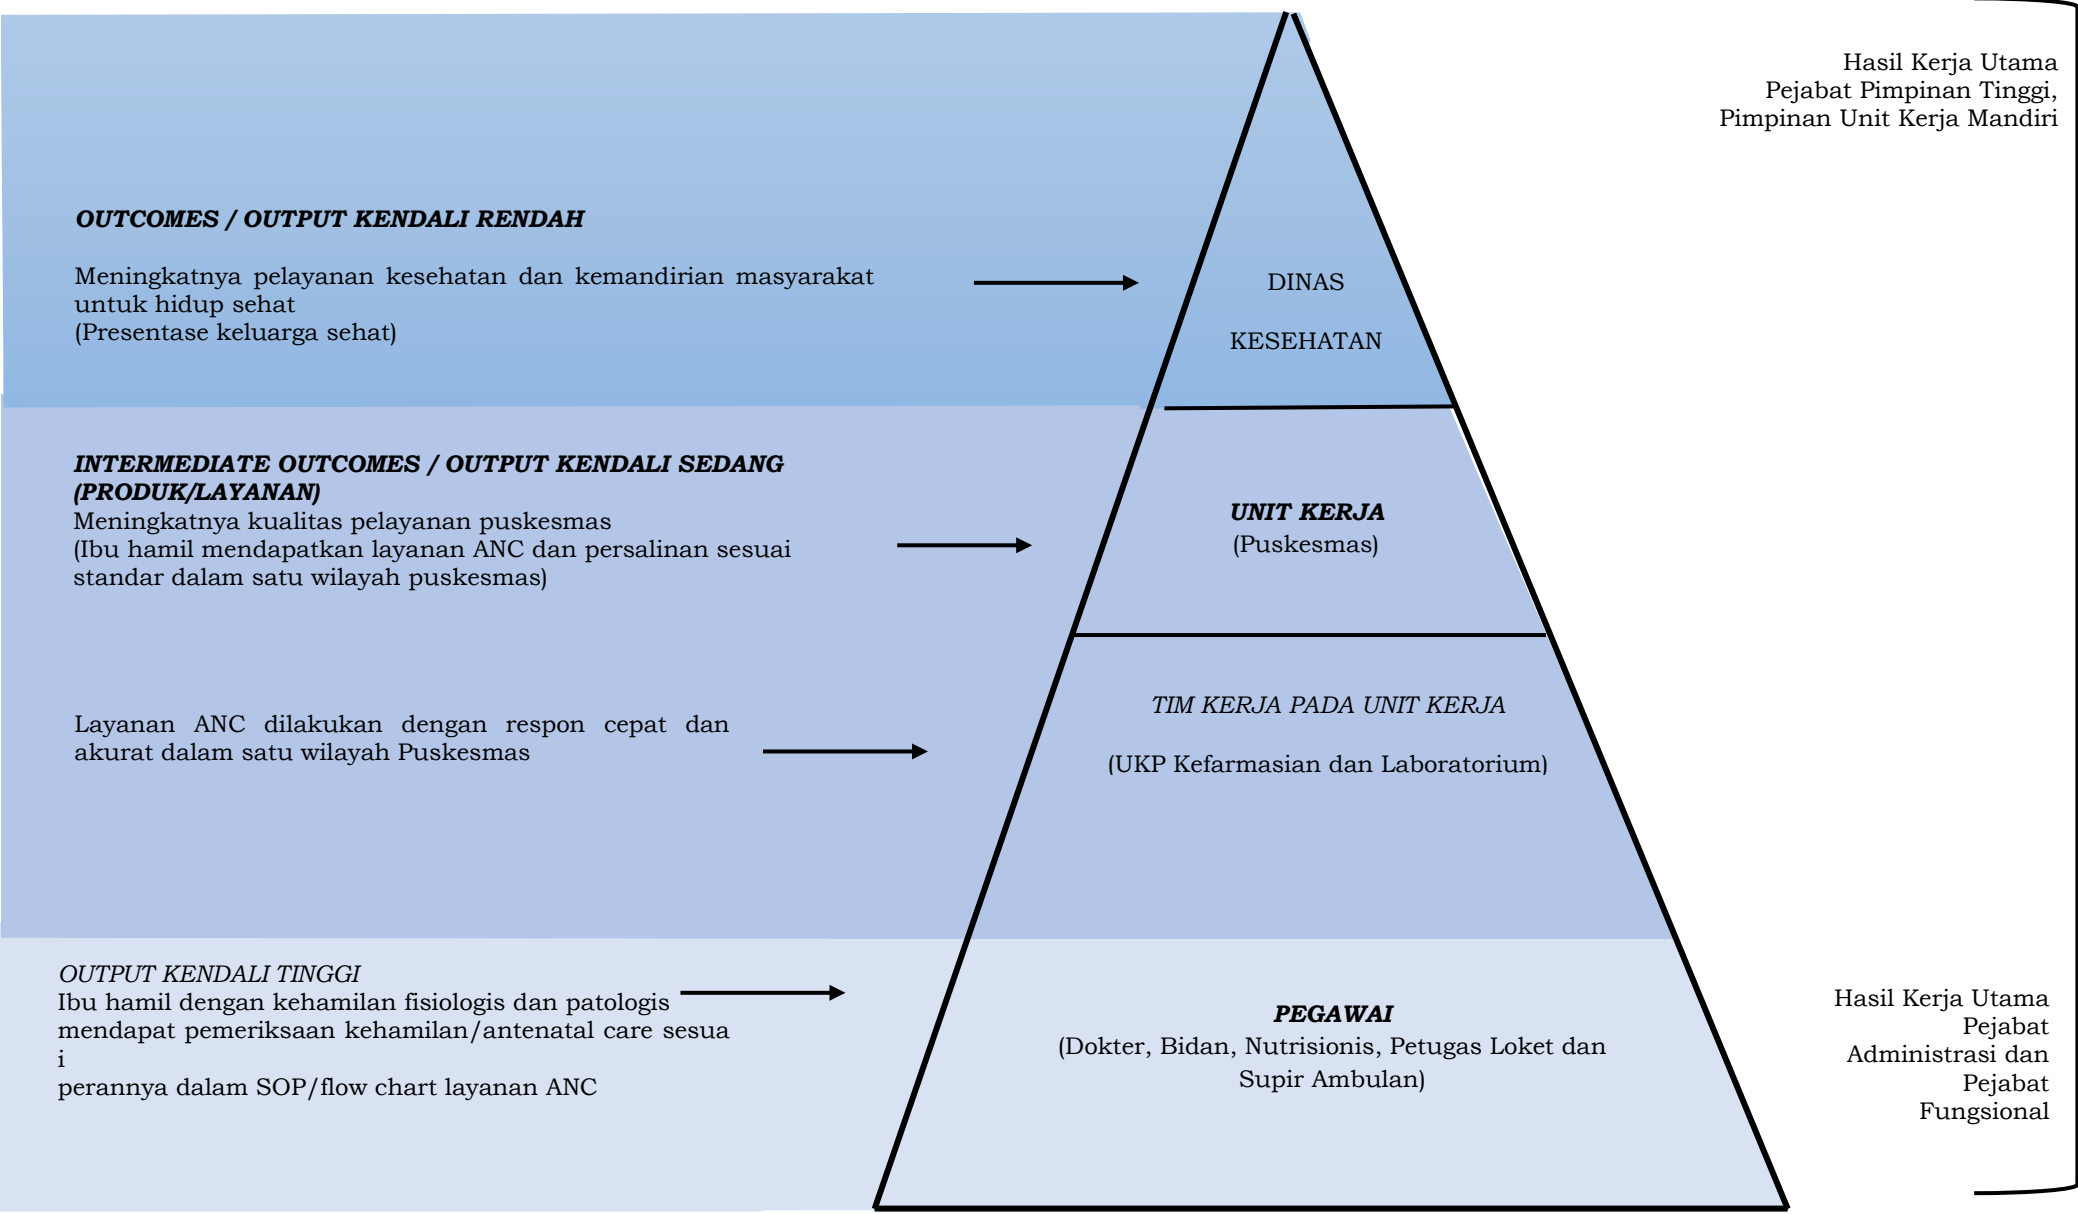 Hasil Kerja Utama
Pejabat Pimpinan Tinggi,
Pimpinan Unit Kerja Mandiri
OUTCOMES / OUTPUT KENDALI RENDAH
Meningkatnya pelayanan kesehatan dan kemandirian masyarakat
untuk hidup sehat
(Presentase keluarga sehat)
DINAS
KESEHATAN
INTERMEDIATE OUTCOMES / OUTPUT KENDALI SEDANG
(PRODUK/LAYANAN)
Meningkatnya kualitas pelayanan puskesmas
(Ibu hamil mendapatkan layanan ANC dan persalinan sesuai
standar dalam satu wilayah puskesmas)
UNIT KERJA
(Puskesmas)
Layanan ANC dilakukan dengan respon cepat dan
akurat dalam satu wilayah Puskesmas
TIM KERJA PADA UNIT KERJA
(UKP Kefarmasian dan Laboratorium)
OUTPUT KENDALI TINGGI
Ibu hamil dengan kehamilan fisiologis dan patologis
mendapat pemeriksaan kehamilan/antenatal care sesua
i
perannya dalam SOP/flow chart layanan ANC
PEGAWAI
(Dokter, Bidan, Nutrisionis, Petugas Loket dan
Supir Ambulan)
Hasil Kerja Utama
Pejabat
Administrasi dan
Pejabat
Fungsional